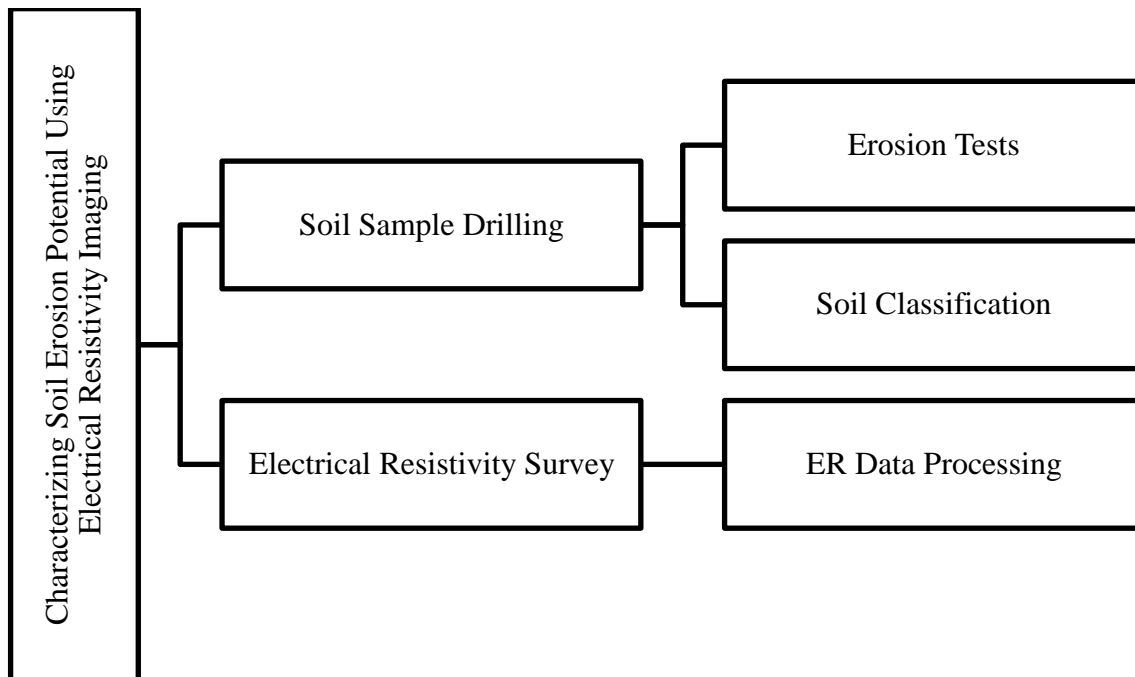 Characterizing Soil Erosion Potential Using
Electrical Resistivity Imaging
Soil Sample Drilling
Erosion Tests
Soil Classification
Electrical Resistivity Survey
ER Data Processing